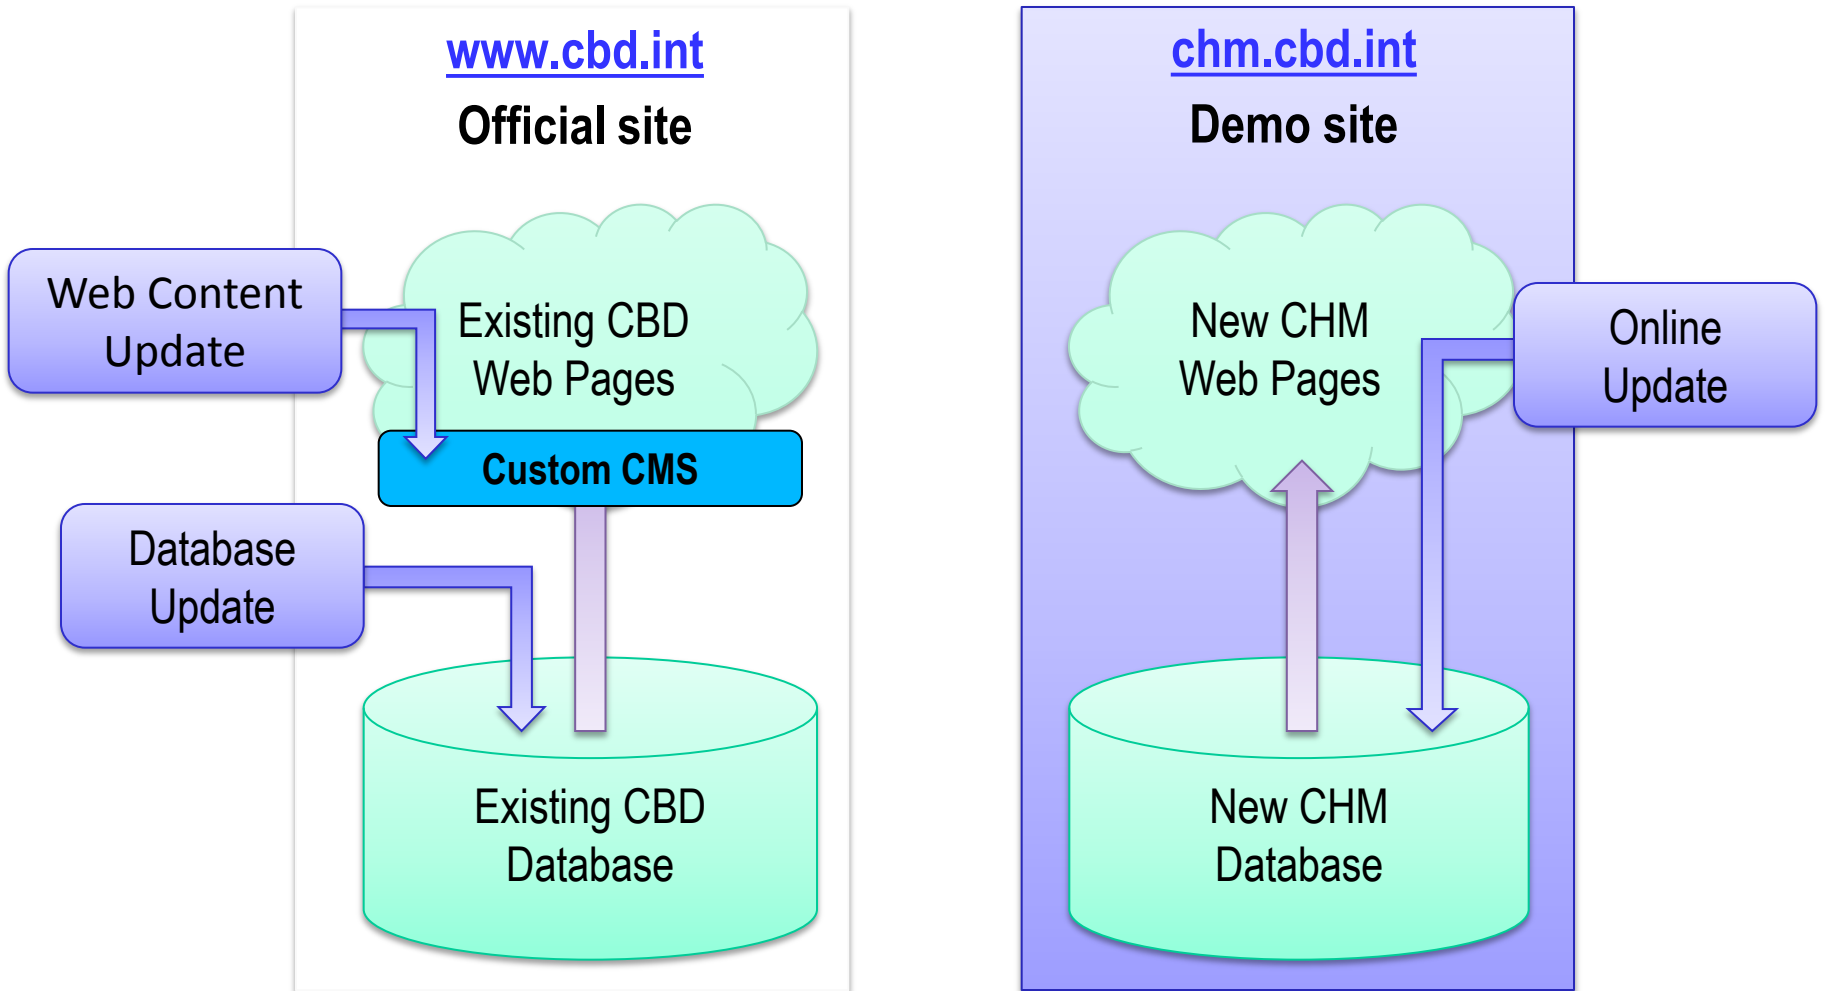 www.cbd.int
Official site
Web Content
Update
Existing CBD
Web Pages
Custom CMS
Database
Update
Existing CBD
Database
chm.cbd.int
Demo site
New CHM
Web Pages
Online
Update
New CHM
Database